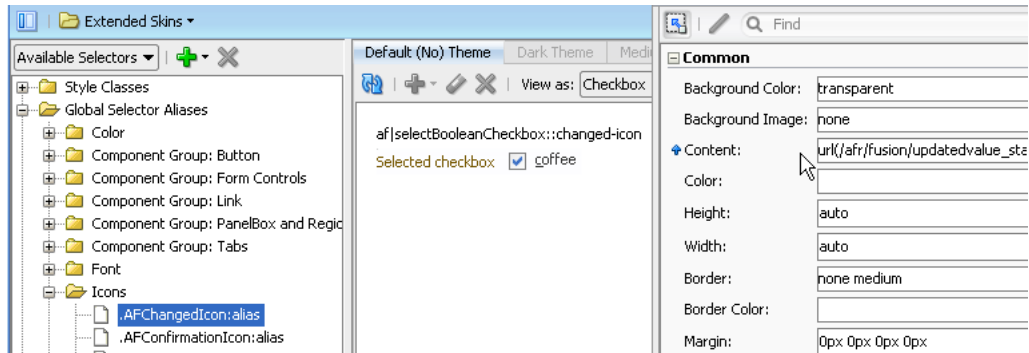 Extended Skins
Available Selectors
Style Classes
Global Selector Aliases
Color
Component Group: Button
Component Group: Form Controls
Component Group: Link
Component Group: PanelBox and Regic
Component Group: Tabs
Font
Icons
.AFChangedIcon:alias
.AFConfirmationIcon:alias
Default (No) Theme Dark Theme Medi
View as: Checkbox
af|selectBooleanCheckbox::changed-icon
Selected checkbox coffee
Find
Common
Background Color: transparent
Background Image: none
Content: url(/afr/fusion/updatedvalue_sta
Color:
Height: auto
Width: auto
Border: none medium
Border Color:
Margin: 0px 0px 0px 0px